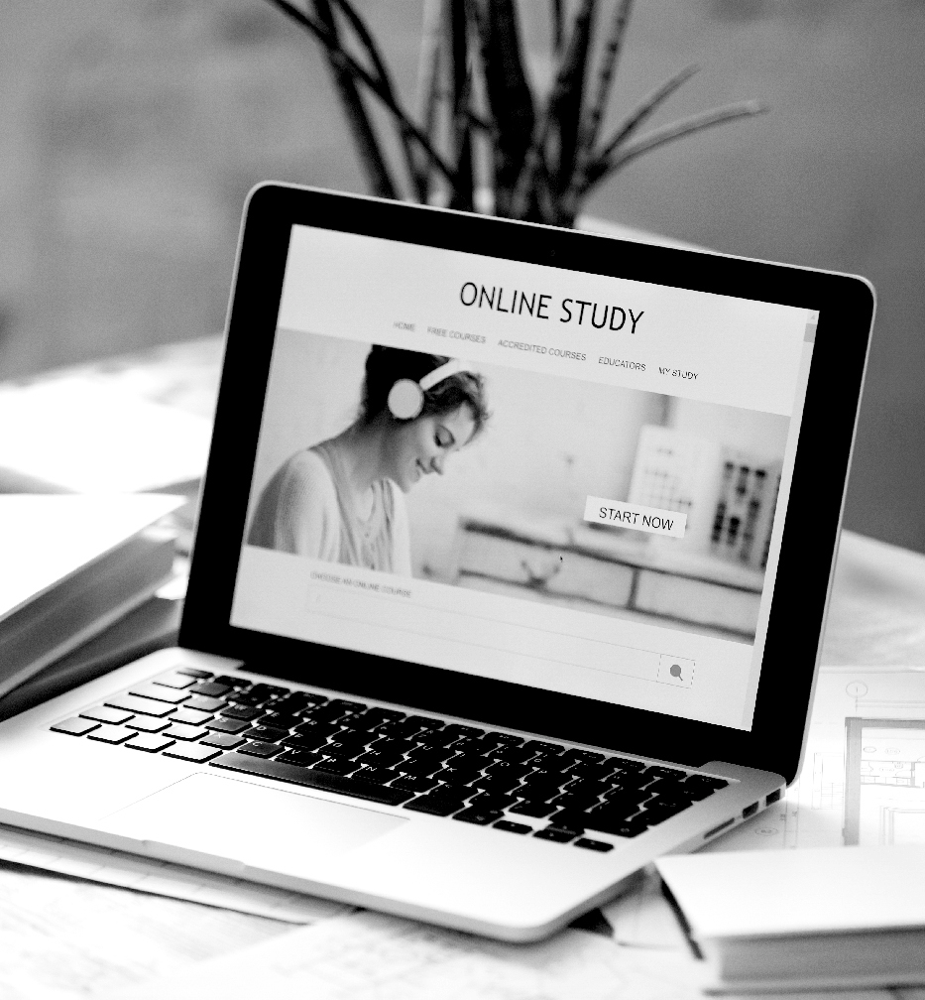 ONLINE STUDY
HOME FREE COURSES ACCREDITED COURSES EDUCATORS MY STUDY
START NOW
CHOOSE AN ONLINE COURSE